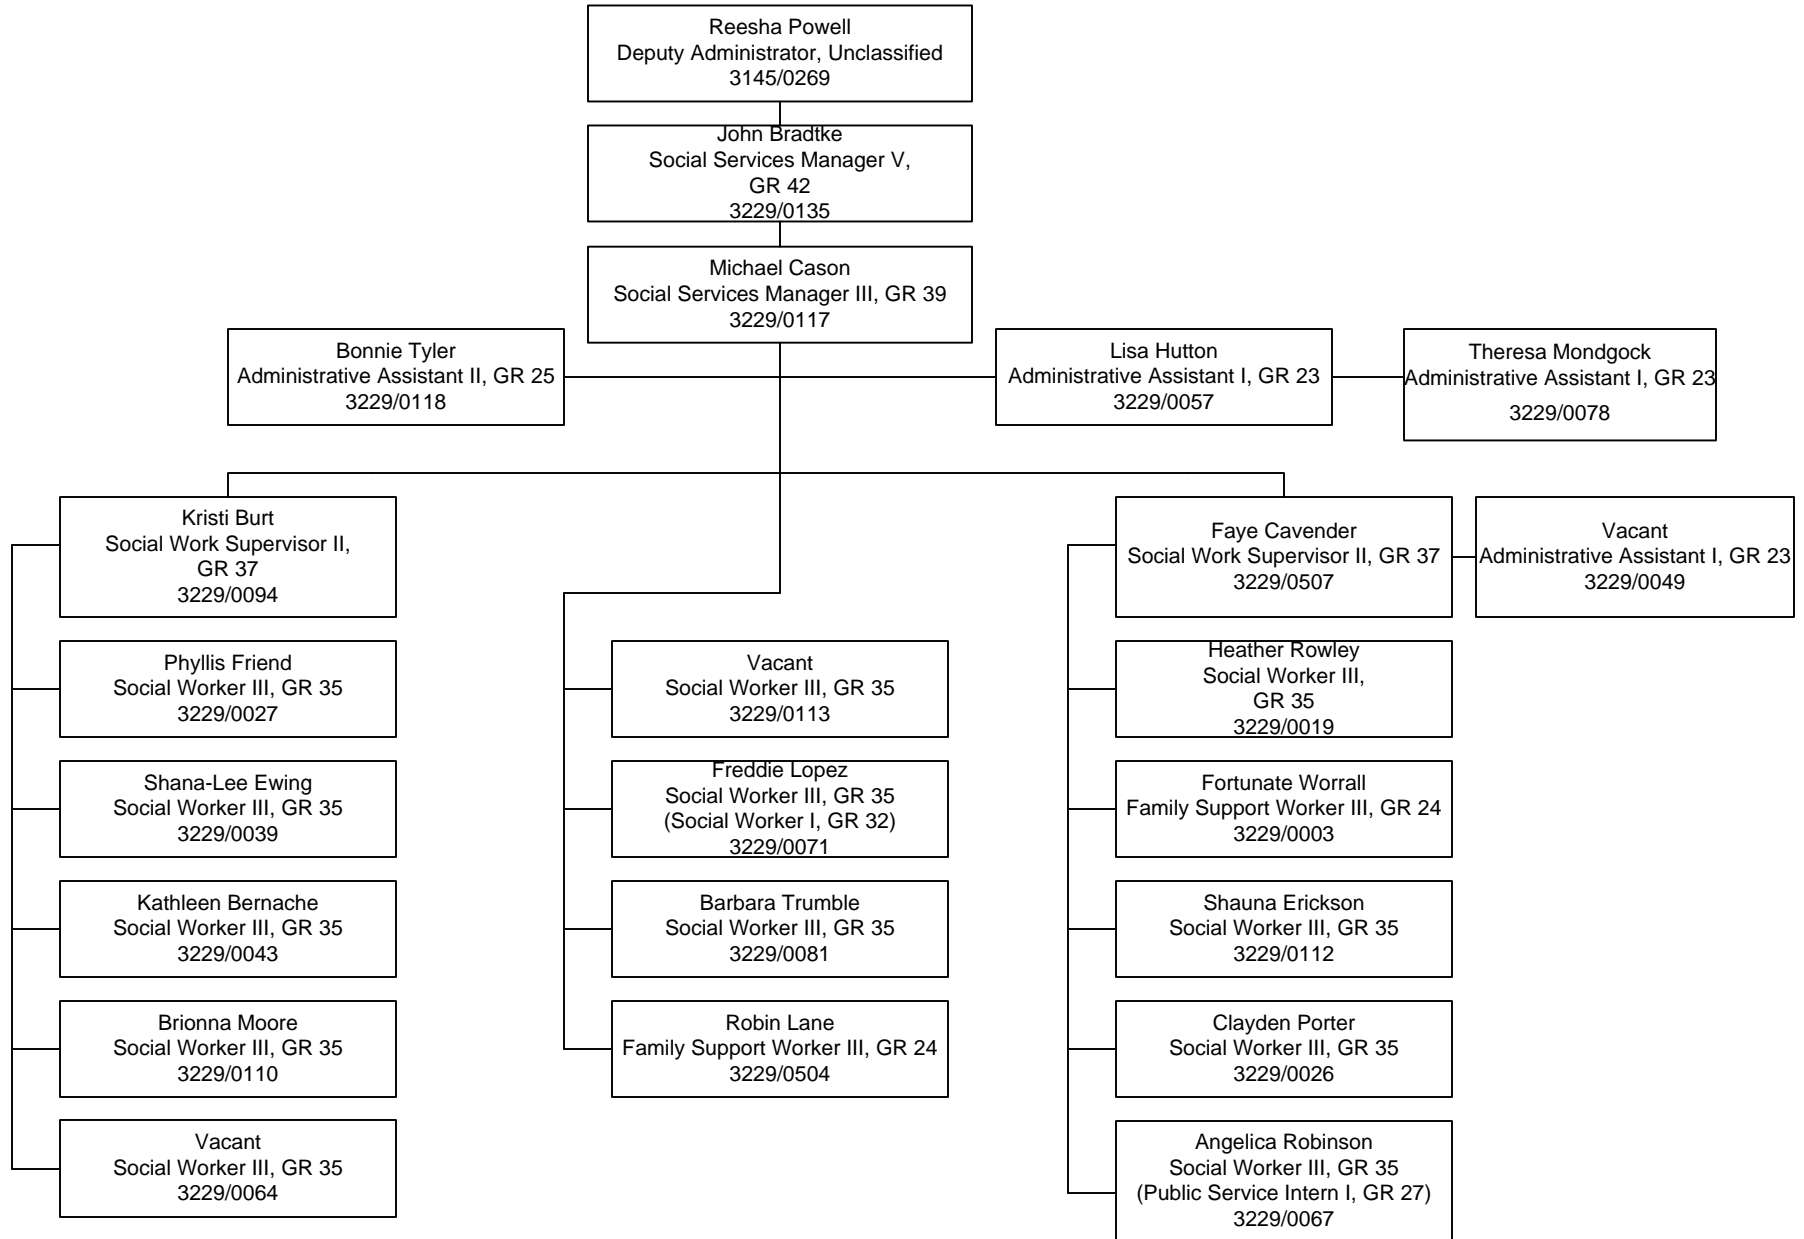 Reesha Powell
Deputy Administrator, Unclassified
3145/0269
John Bradtke
Social Services Manager V,
GR 42
3229/0135
Michael Cason
Social Services Manager III, GR 39
3229/0117
Bonnie Tyler
Administrative Assistant II, GR 25
3229/0118
Lisa Hutton
Administrative Assistant I, GR 23
3229/0057
Theresa Mondgock
Administrative Assistant I, GR 23
3229/0078
Kristi Burt
Social Work Supervisor II,
GR 37
3229/0094
Phyllis Friend
Social Worker III, GR 35
3229/0027
Shana-Lee Ewing
Social Worker III, GR 35
3229/0039
Kathleen Bernache
Social Worker III, GR 35
3229/0043
Brionna Moore
Social Worker III, GR 35
3229/0110
Vacant
Social Worker III, GR 35
3229/0064
Vacant
Social Worker III, GR 35
3229/0113
Freddie Lopez
Social Worker III, GR 35
(Social Worker I, GR 32)
3229/0071
Barbara Trumble
Social Worker III, GR 35
3229/0081
Robin Lane
Family Support Worker III, GR 24
3229/0504
Faye Cavender
Social Work Supervisor II, GR 37
3229/0507
Vacant
Administrative Assistant I, GR 23
3229/0049
Heather Rowley
Social Worker III,
GR 35
3229/0019
Fortunate Worrall
Family Support Worker III, GR 24
3229/0003
Shauna Erickson
Social Worker III, GR 35
3229/0112
Clayden Porter
Social Worker III, GR 35
3229/0026
Angelica Robinson
Social Worker III, GR 35
(Public Service Intern I, GR 27)
3229/0067